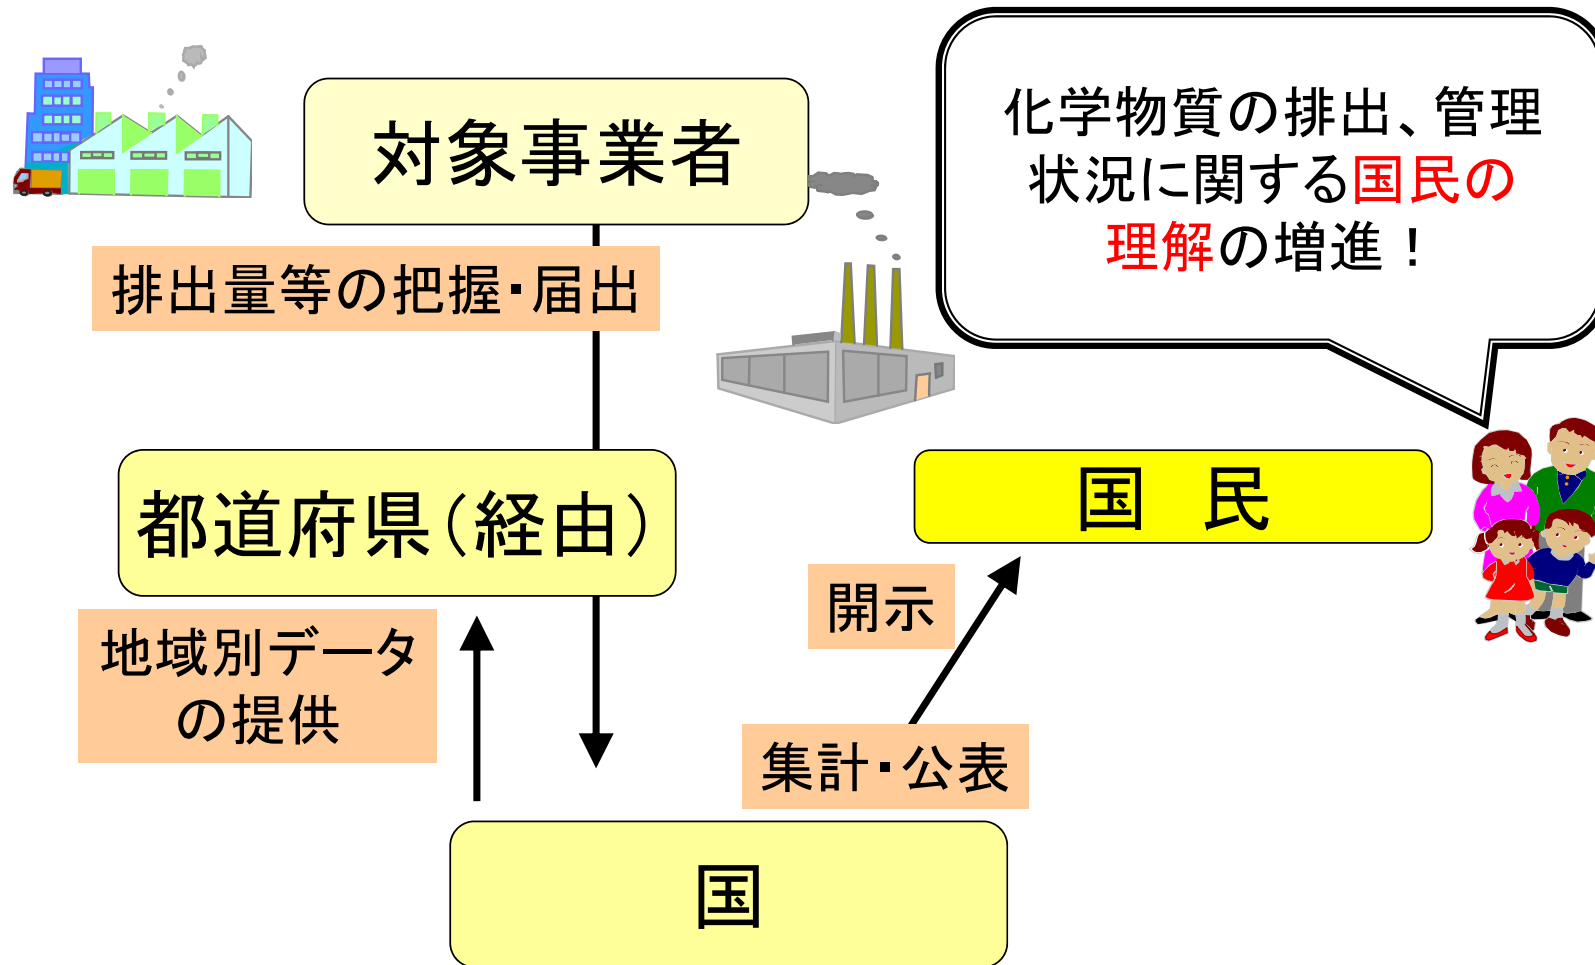 対象事業者
化学物質の排出、管理
状況に関する国民の
理解の増進！
排出量等の把握・届出
都道府県（経由）
国　民
開示
地域別データ
の提供
集計・公表
国